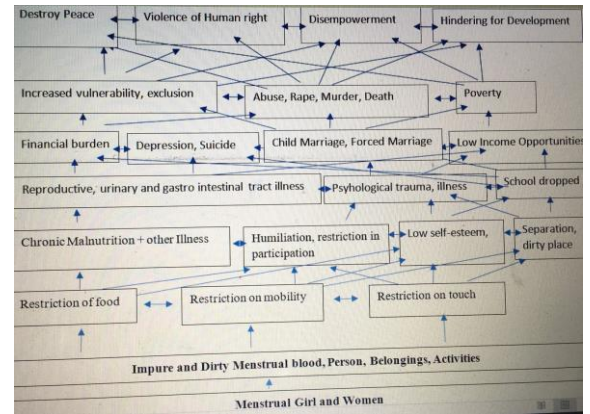 Destroy Peace
Violence of Human right
Disempowerment
Hindering for Development
Increased vulnerability, exclusion
Abuse, Rape, Murder, Death
Poverty
Financial burden
Depression, Suicide
Child Marriage, Forced Marriage
Low Income Opportunities
Reproductive, urinary and gastro intestinal tract illness
Psyhological trauma, illness
School dropped
Chronic Malnutrition + other Illness
Humiliation, restriction in
participation
Low self-esteem,
Separation,
dirty place
Restriction of food
Restriction on mobility
Restriction on touch
Impure and Dirty Menstrual blood, Person, Belongings, Activities
Menstrual Girl and Women